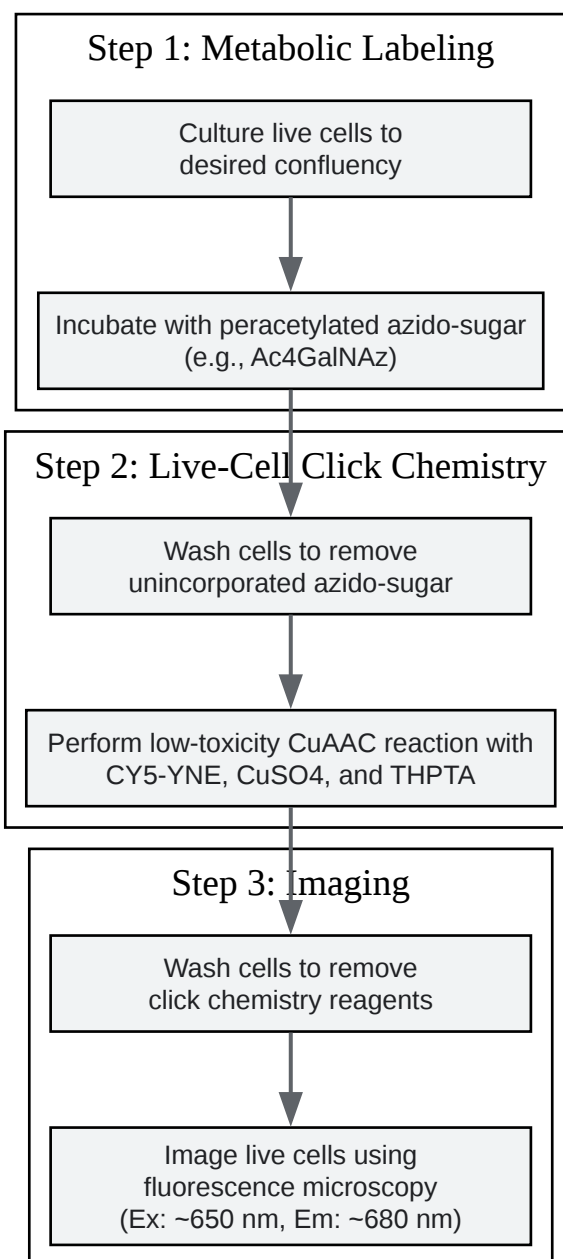 Step 1: Metabolic Labeling
Culture live cells to
desired confluency
Incubate with peracetylated azido-sugar
(e.g., Ac4GalNAz)
Step 2: Live-Cell Click Chemistry
Wash cells to remove
unincorporated azido-sugar
Perform low-toxicity CuAAC reaction with
CY5-YNE, CuSO4, and THPTA
Step 3: Imaging
Wash cells to remove
click chemistry reagents
Image live cells using
fluorescence microscopy
(Ex: ~650 nm, Em: ~680 nm)